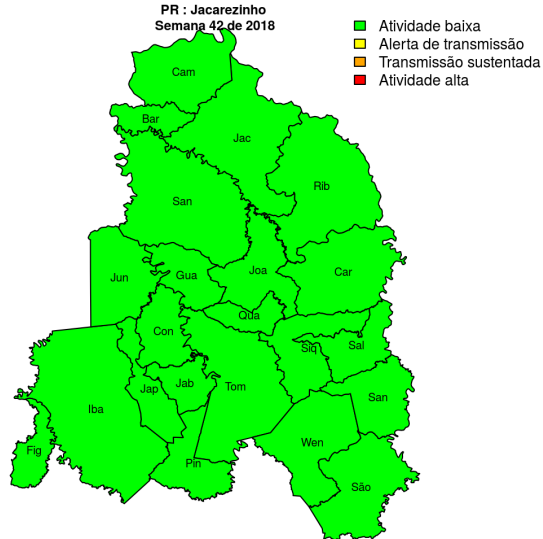 PR : Jacarezinho
Semana 42 de 2018
Atividade baixa
Alerta de transmissão
Transmissão sustentada
Atividade alta
Cam
Bar
Jac
Rib
San
Jun
Gua
Joa
Car
Qua
Con
Siq
Sal
Jap
Jab
Tom
San
Iba
Wen
Fig
Pin
São